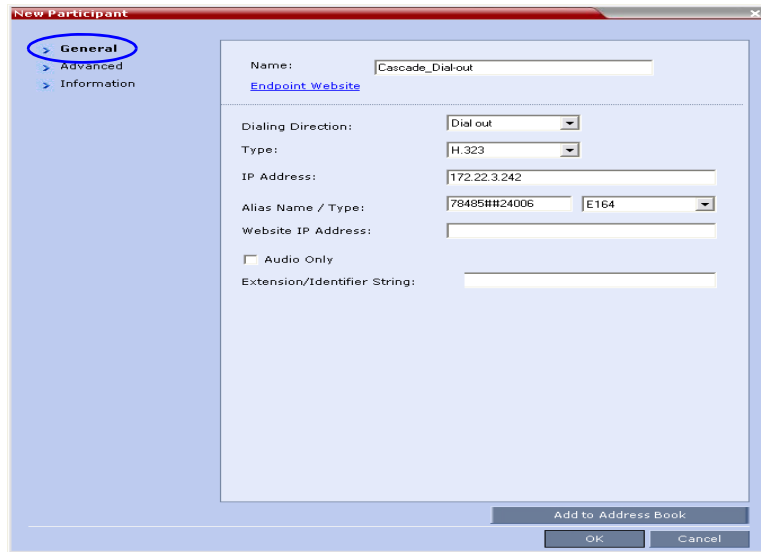 New Participant
General
Advanced
Information
Name: Cascade_Dial-out
Endpoint Website
Dialing Direction: Dial out
Type: H.323
IP Address: 172.22.3.242
Alias Name / Type: 78485##24006 E164
Website IP Address:
Audio Only
Extension/Identifier String:
Add to Address Book
OK Cancel